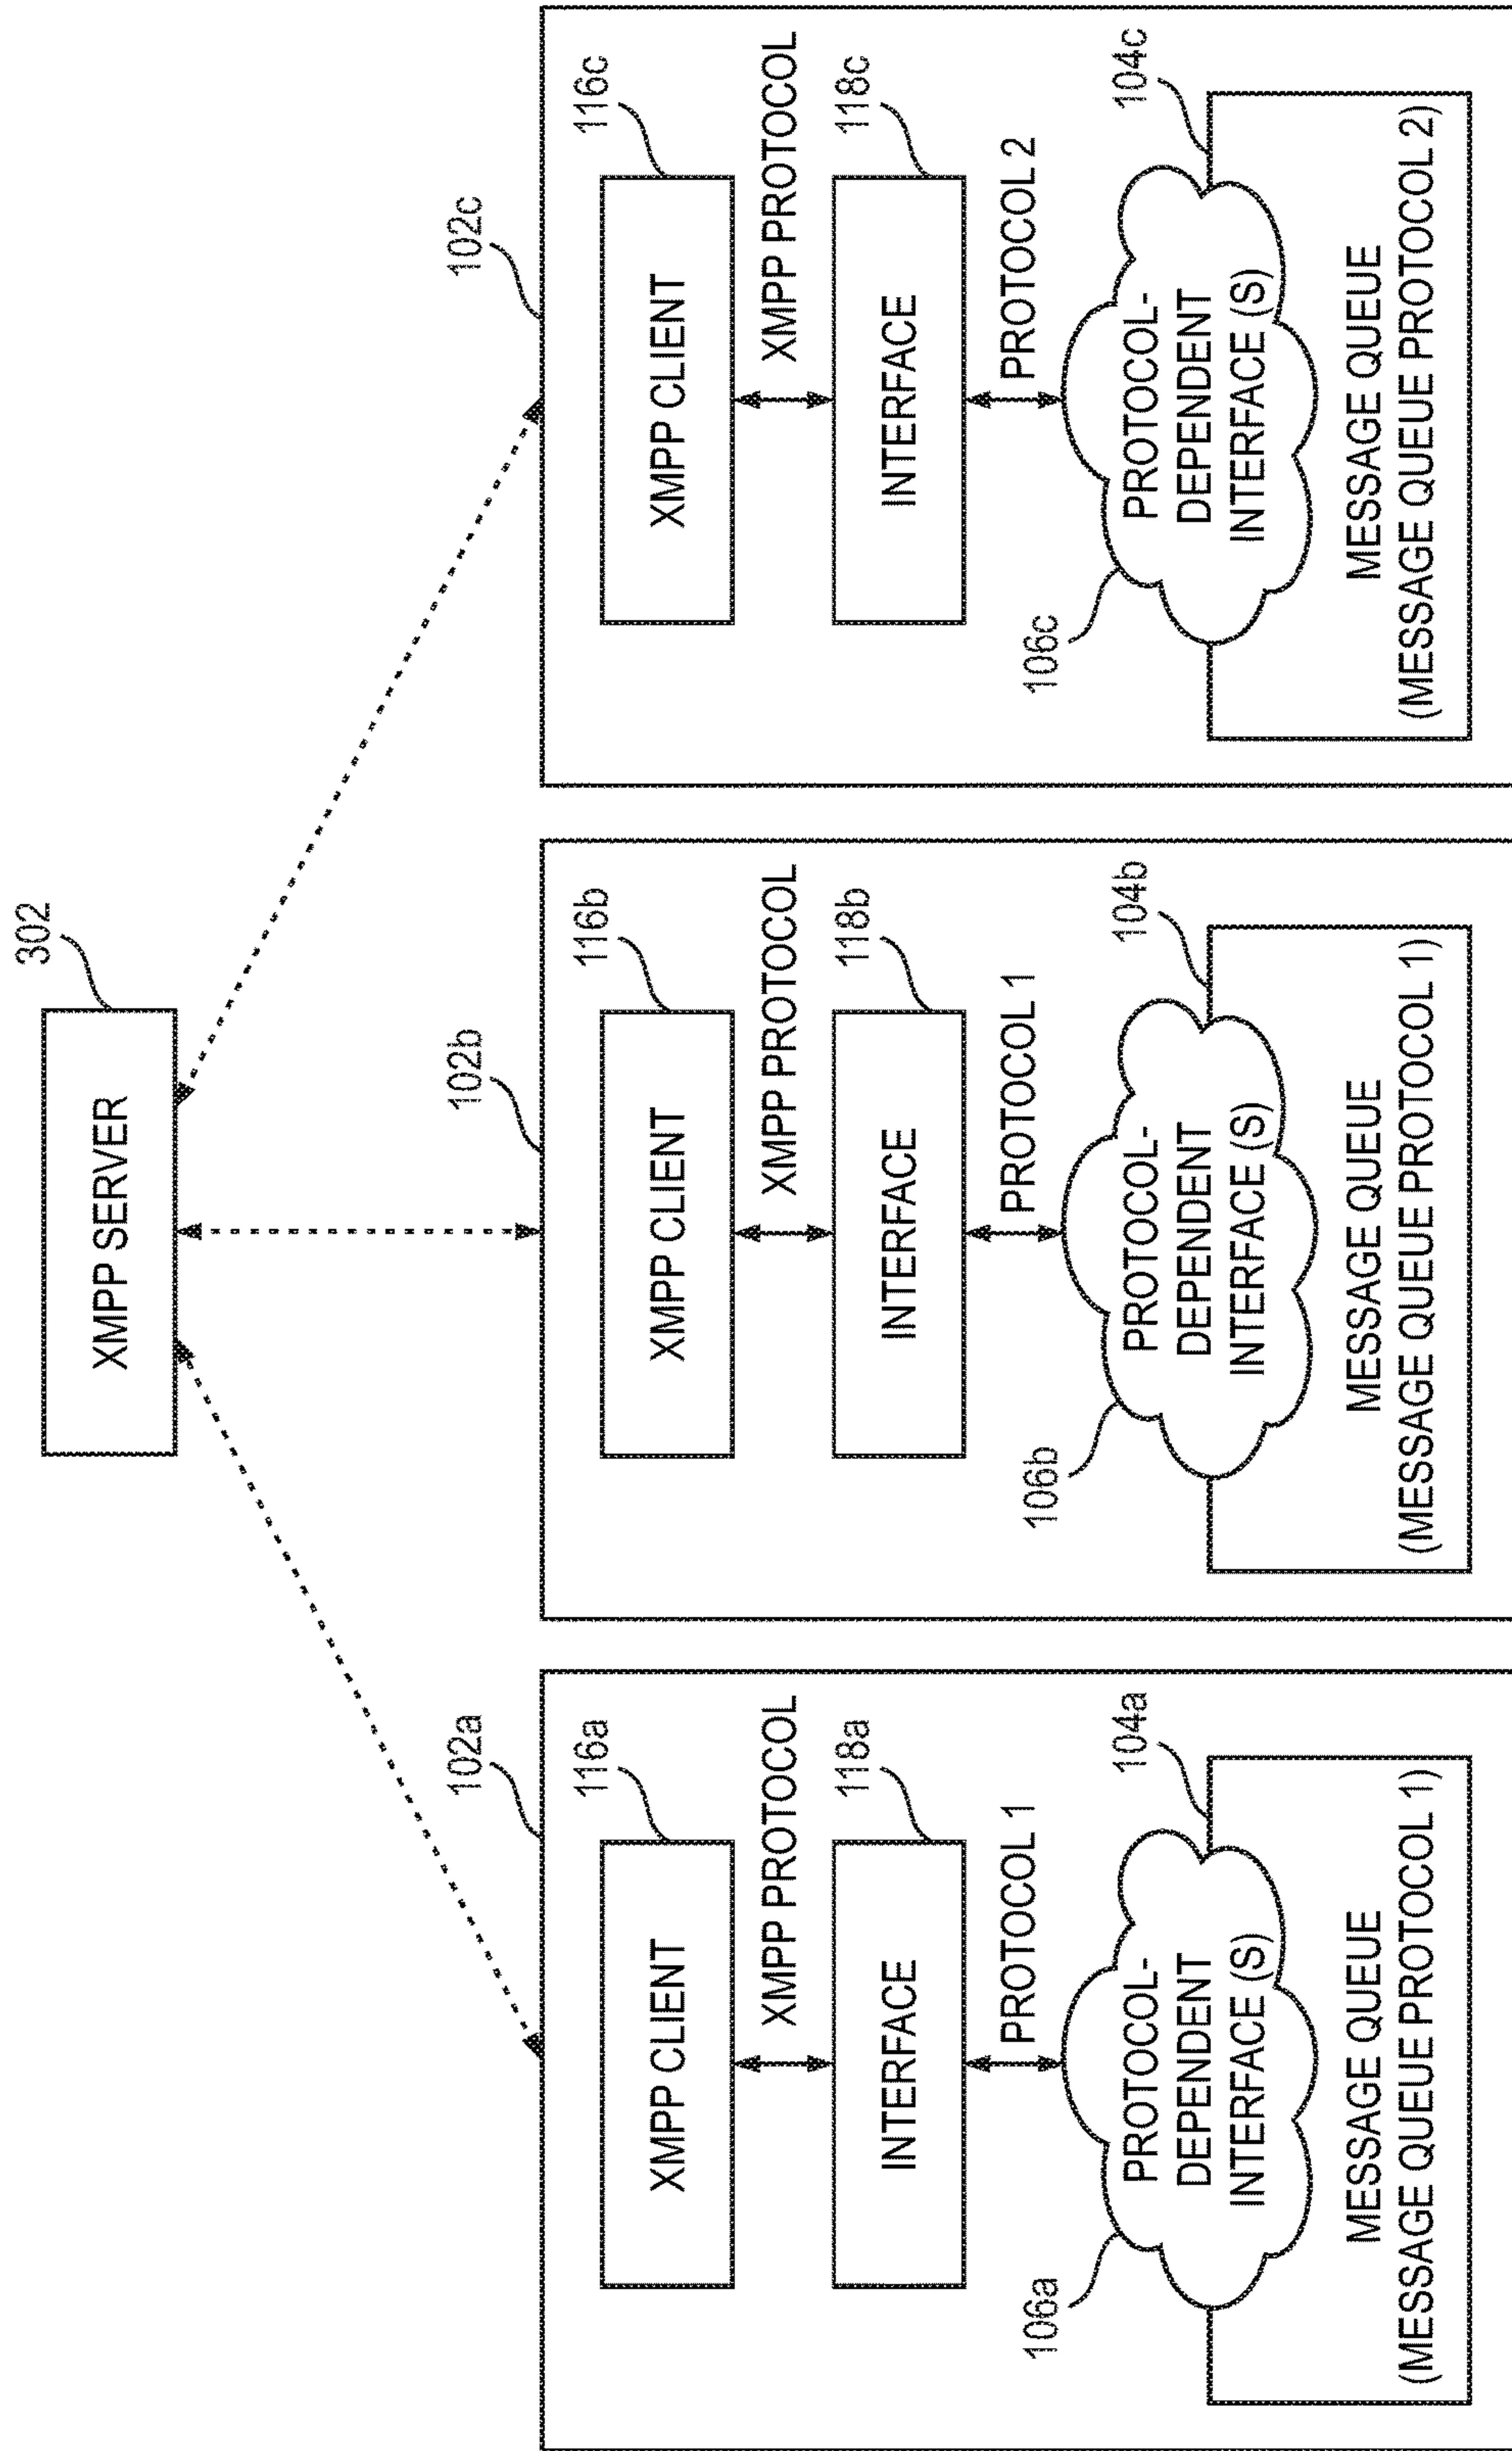 302
XMPP SERVER
102a
116a
XMPP CLIENT
XMPP PROTOCOL
118a
INTERFACE
PROTOCOL 1
106a
104a
PROTOCOL-
DEPENDENT
INTERFACE (S)
MESSAGE QUEUE
(MESSAGE QUEUE PROTOCOL 1)
102b
116b
XMPP CLIENT
XMPP PROTOCOL
118b
INTERFACE
PROTOCOL 1
106b
104b
PROTOCOL-
DEPENDENT
INTERFACE (S)
MESSAGE QUEUE
(MESSAGE QUEUE PROTOCOL 1)
102c
116c
XMPP CLIENT
XMPP PROTOCOL
118c
INTERFACE
PROTOCOL 2
106c
104c
PROTOCOL-
DEPENDENT
INTERFACE (S)
MESSAGE QUEUE
(MESSAGE QUEUE PROTOCOL 2)